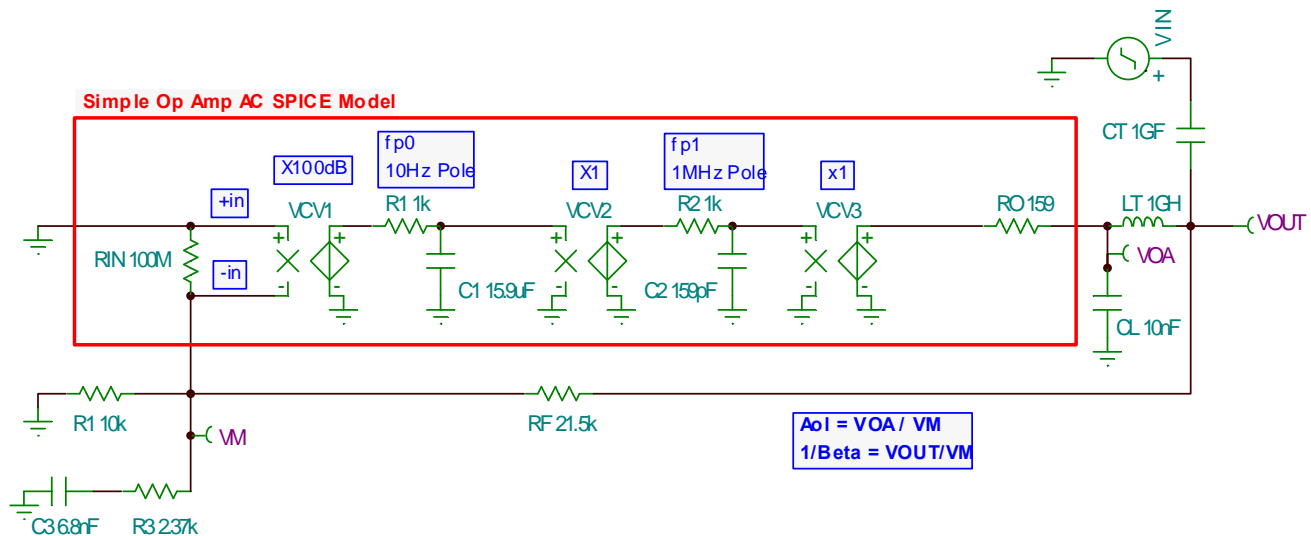 VIN
+
Simple Op Amp AC SPICE Model
CT 1GF
fp0
10Hz Pole
fp1
1MHz Pole
X100dB
X1
x1
+in
VCV1
R1 1k
VCV2
R2 1k
VCV3
RO 159
LT 1GH
VOUT
+ + + + + +
RIN 100M
-in
VOA
- - - - - -
C1 15.9uF
C2 159pF
CL 10nF
R1 10k
RF 21.5k
VM
Aol = VOA / VM
1/Beta = VOUT/VM
C3 6.8nF
R3 2.37k